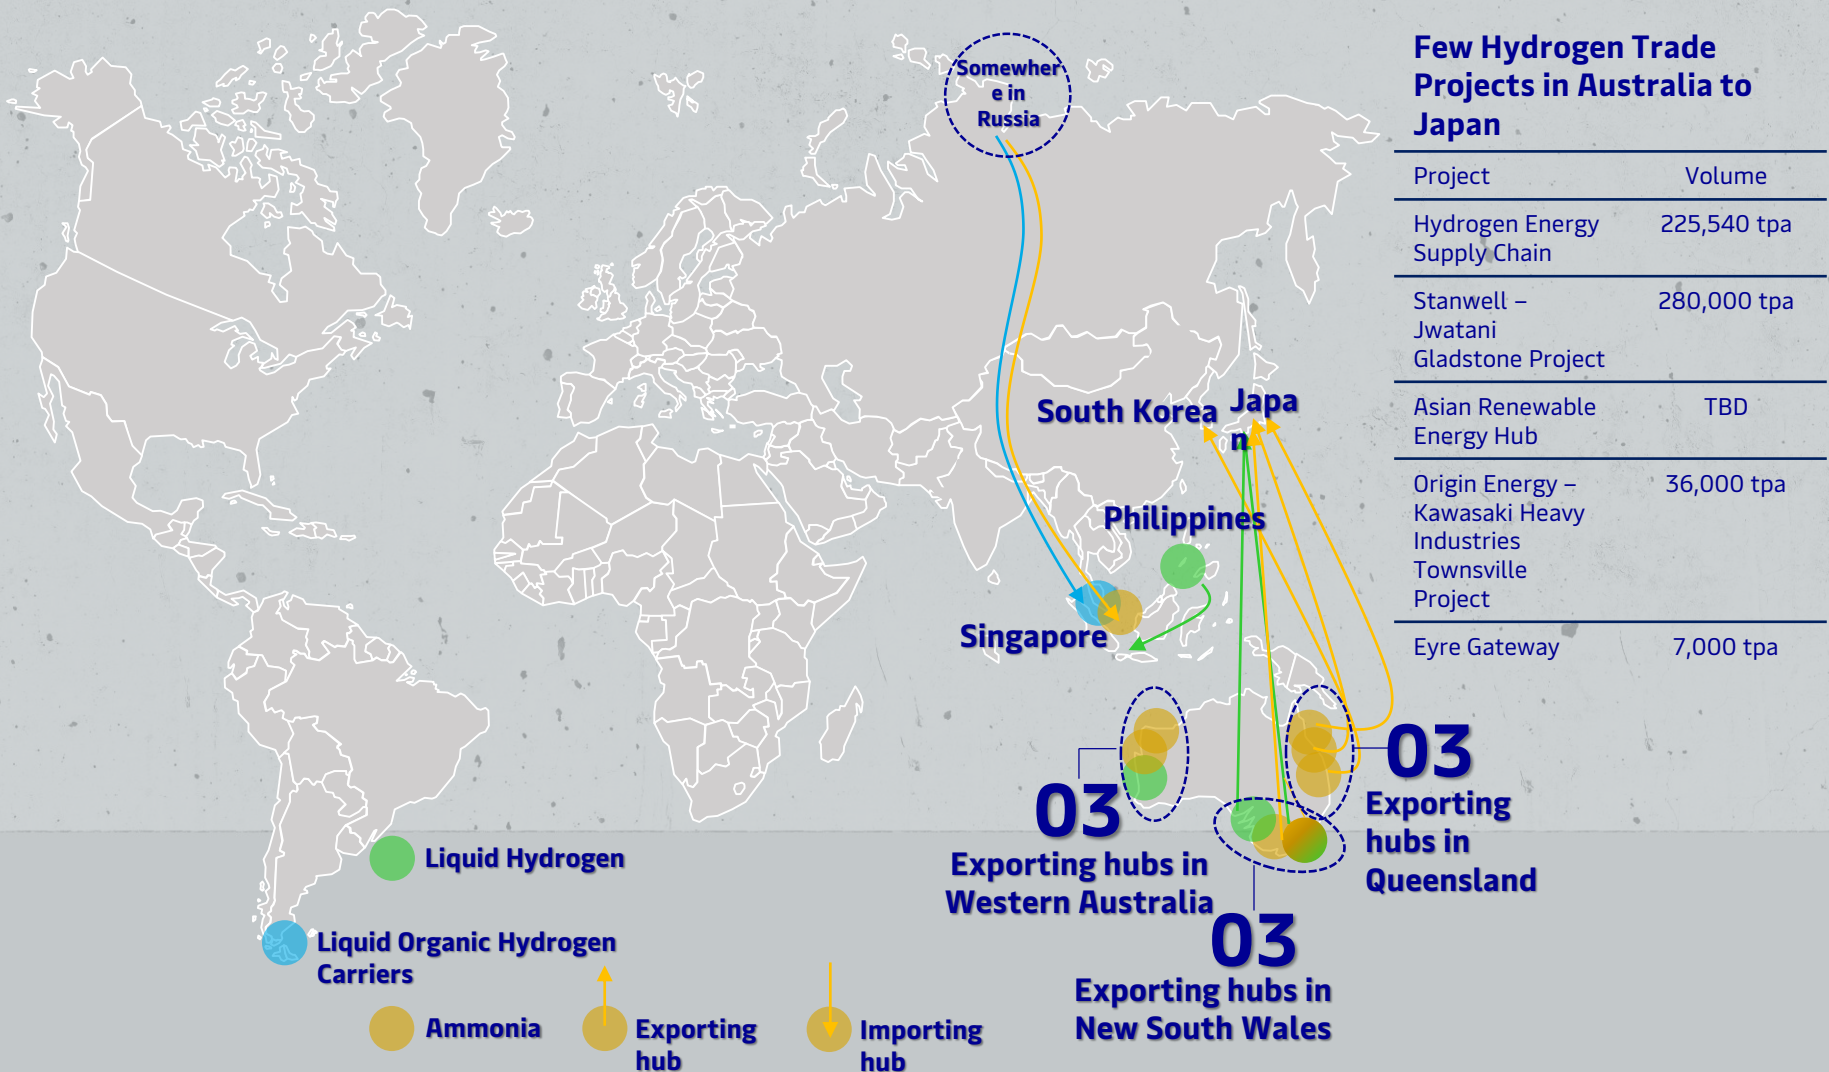 Somewher
e in
Russia
Few Hydrogen Trade
Projects in Australia to
Japan
Project Volume
Hydrogen Energy 225,540 tpa
Supply Chain
Stanwell – 280,000 tpa
Jwatani
Gladstone Project
Asian Renewable TBD
Energy Hub
Origin Energy – 36,000 tpa
Kawasaki Heavy
Industries
Townsville
Project
Eyre Gateway 7,000 tpa
South Korea
Japa
n
Philippines
Singapore
03
Exporting hubs in
Western Australia
03
Exporting
hubs in
Queensland
03
Exporting hubs in
New South Wales
Liquid Hydrogen
Liquid Organic Hydrogen
Carriers
Ammonia
Exporting
hub
Importing
hub